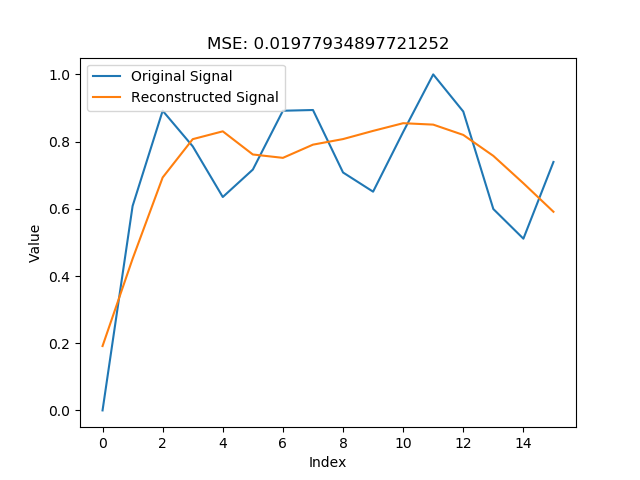 MSE: 0.01977934897721252
Original Signal
Reconstructed Signal
1.0
0.8
0.6
0.4
0.2
0.0
Value
0 2 4 6 8 10 12 14
Index